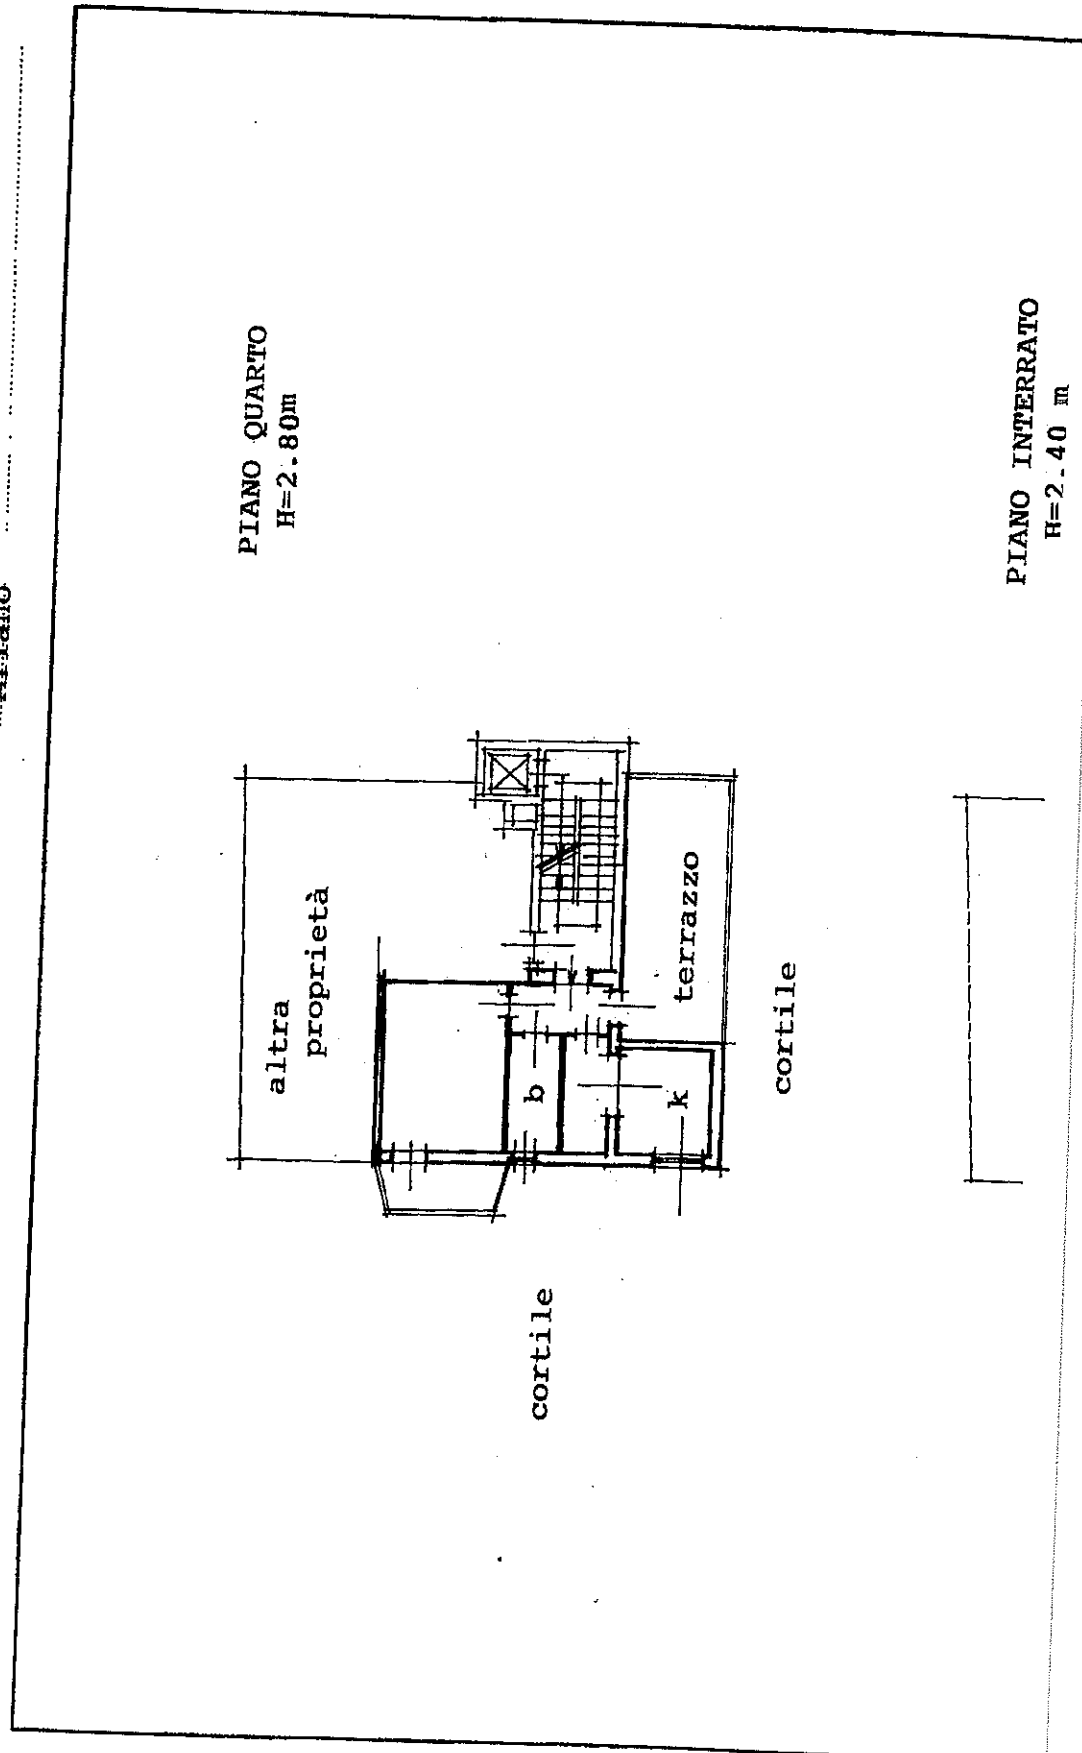 PIANO QUARTO
H=2.80m
altra
proprietà
b
k
terrazzo
cortile
cortile
PIANO INTERRATO
H=2.40 m